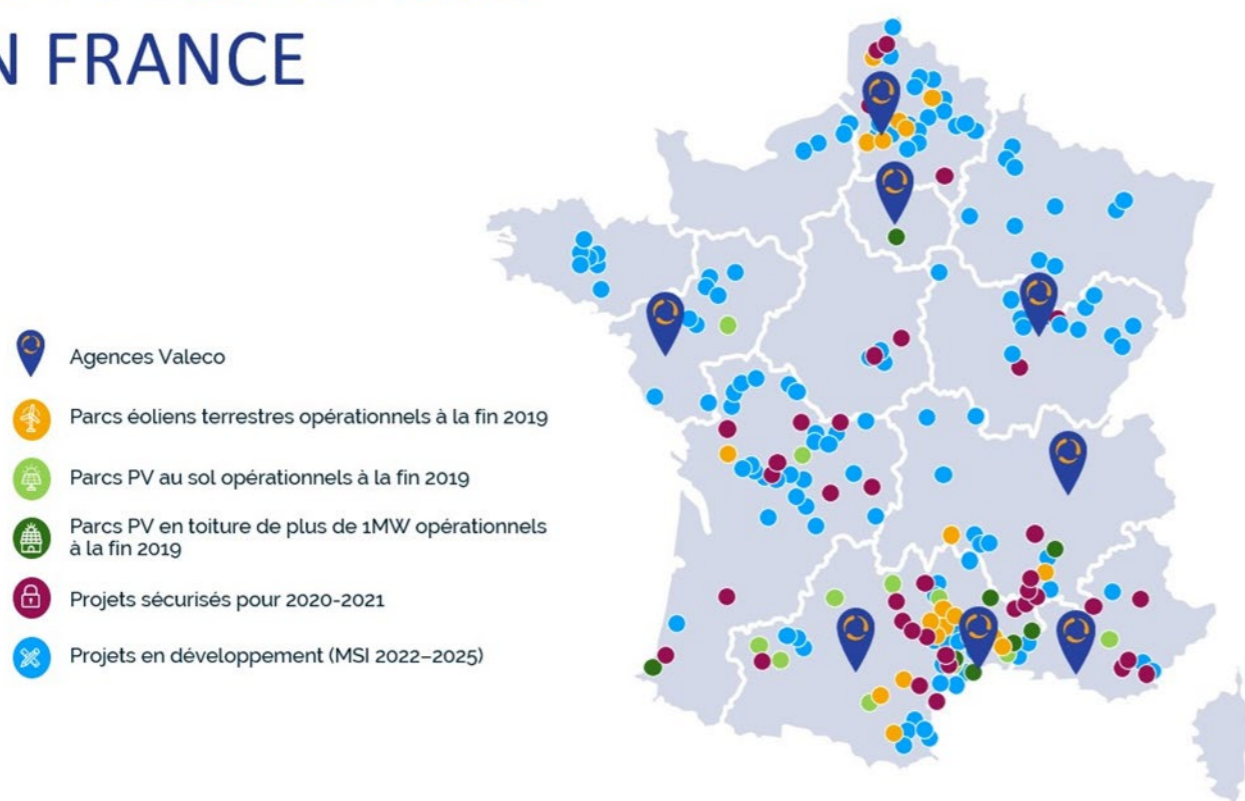 N FRANCE
Agences Valeco
Parcs éoliens terrestres opérationnels à la fin 2019
Parcs PV au sol opérationnels à la fin 2019
Parcs PV en toiture de plus de 1MW opérationnels
à la fin 2019
Projets sécurisés pour 2020-2021
Projets en développement (MSI 2022–2025)